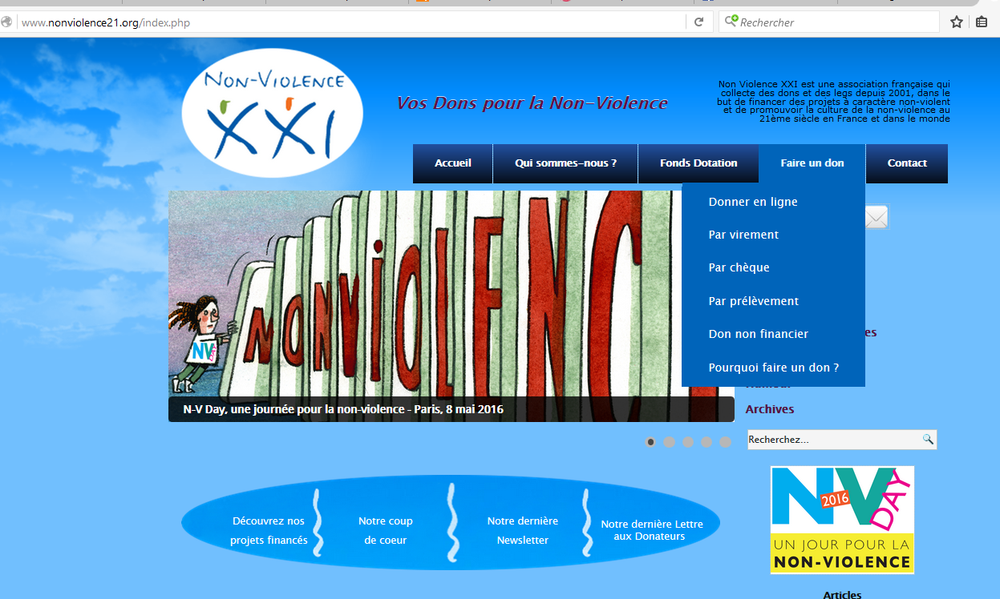 www.nonviolence21.org/index.php
Rechercher
NON-VIOLENCE
XXI
Vos Dons pour la Non-Violence
Non Violence XXI est une association française qui
collecte des dons et des legs depuis 2001, dans le
but de financer des projets à caractère non-violent
et de promouvoir la culture de la non-violence au
21ème siècle en France et dans le monde
Accueil
Qui sommes-nous ?
Fonds Dotation
Faire un don
Contact
Donner en ligne
Par virement
Par chèque
Par prélèvement
Don non financier
Pourquoi faire un don ?
NONVIOLENC
NV
DAY
N-V Day, une journée pour la non-violence - Paris, 8 mai 2016
es
Archives
Recherchez...
Découvrez nos
projets financés
Notre coup
de coeur
Notre dernière
Newsletter
Notre dernière Lettre
aux Donateurs
NV
2016
DAY
UN JOUR POUR LA
NON-VIOLENCE
Articles